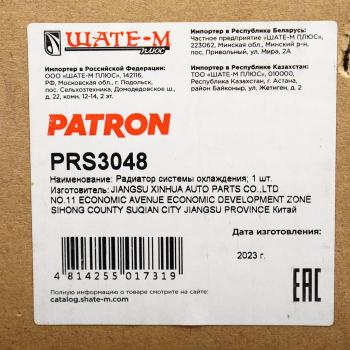 ШАТЕ-М
ПЛЮС
Импортер в Республике Беларусь:
Частное предприятие «ШАТЕ-М ПЛЮС»,
223062, Минская обл., Минский р-н,
пос. Привольный, ул. Мира, 2А
Импортер в Российской Федерации:
ООО «ШАТЕ-М ПЛЮС», 142116,
РФ, Московская обл., г. Подольск,
пос. Сельхозтехника, Домодедовское ш.,
д. 22, комн. 12-14, 2 эт.
Импортер в Республике Казахстан:
ТОО «ШАТЕ-М ПЛЮС», 010000,
Республика Казахстан, г. Астана,
район Байконыр, ул. Жетиген, д. 2
PATRON
PRS3048
Наименование: Радиатор системы охлаждения; 1 шт.
Изготовитель: JIANGSU XINHUA AUTO PARTS CO.,LTD
NO.11 ECONOMIC AVENUE ECONOMIC DEVELOPMENT ZONE
SIHONG COUNTY SUQIAN CITY JIANGSU PROVINCE Китай
Дата изготовления:
2023 г.
4 814255 017319
Полную информацию о товаре смотрите на
catalog.shate-m.com
EAC